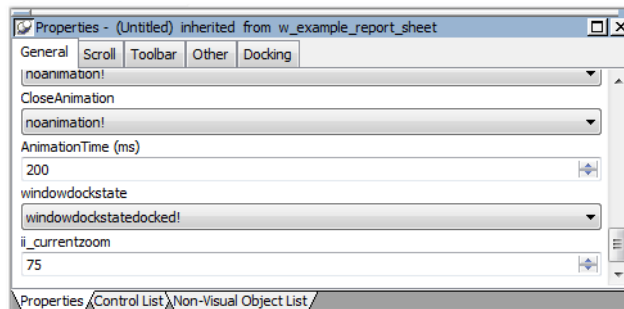 Properties - (Untitled) inherited from w_example_report_sheet
General Scroll Toolbar Other Docking
noanimation!
CloseAnimation
noanimation!
AnimationTime (ms)
200
windowdockstate
windowdockstatedocked!
ii_currentzoom
75
Properties Control List Non-Visual Object List